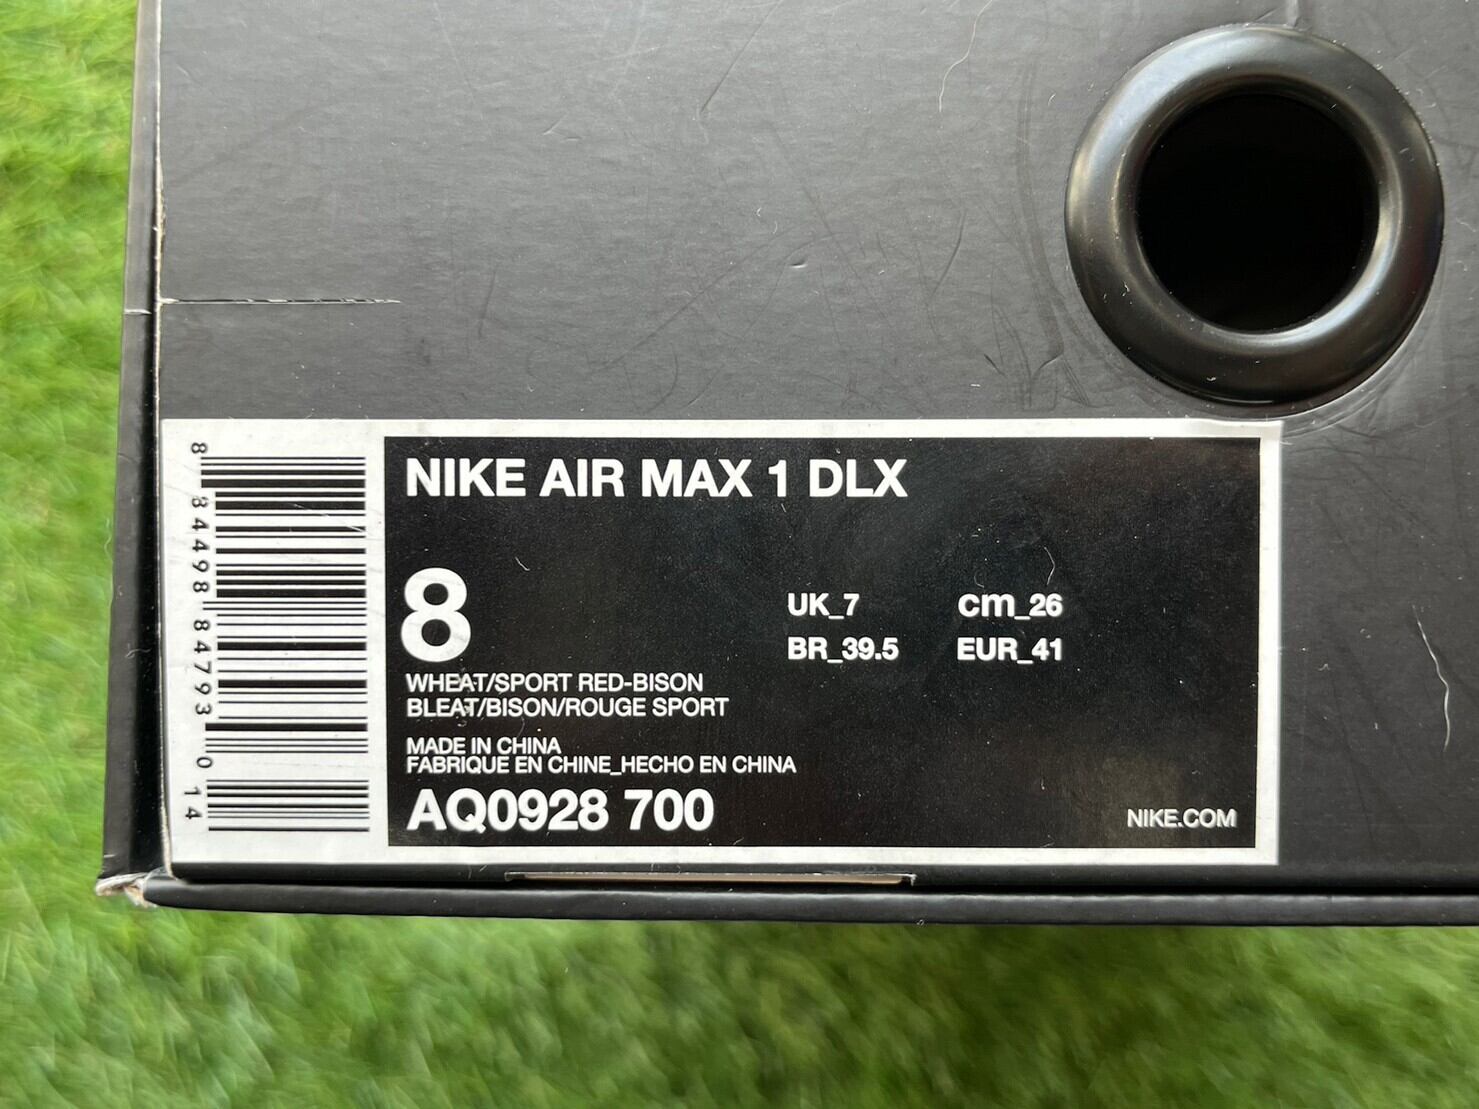 NIKE AIR MAX 1 DLX
8
UK_7 cm_26
BR_39.5 EUR_41
WHEAT/SPORT RED-BISON
BLEAT/BISON/ROUGE SPORT
MADE IN CHINA
FABRIQUE EN CHINE_HECHO EN CHINA
AQ0928 700
NIKE.COM
8 84498 84793 0 14